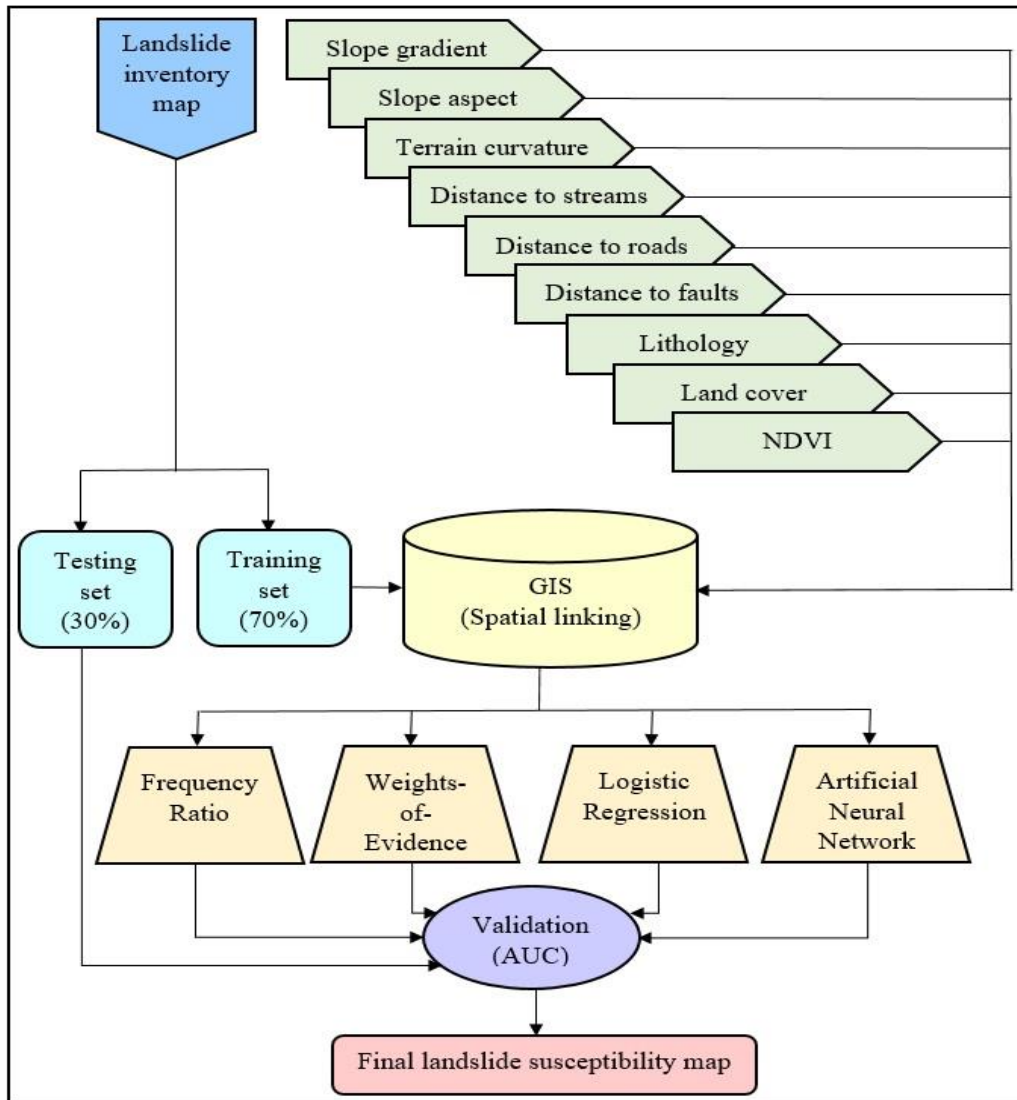 Landslide
inventory
map
Slope gradient
Slope aspect
Terrain curvature
Distance to streams
Distance to roads
Distance to faults
Lithology
Land cover
NDVI
Testing
set
(30%)
Training
set
(70%)
GIS
(Spatial linking)
Frequency
Ratio
Weights-
of-
Evidence
Logistic
Regression
Artificial
Neural
Network
Validation
(AUC)
Final landslide susceptibility map